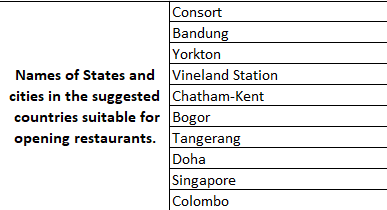 Names of States and
cities in the suggested
countries suitable for
opening restaurants.
Consort
Bandung
Yorkton
Vineland Station
Chatham-Kent
Bogor
Tangerang
Doha
Singapore
Colombo